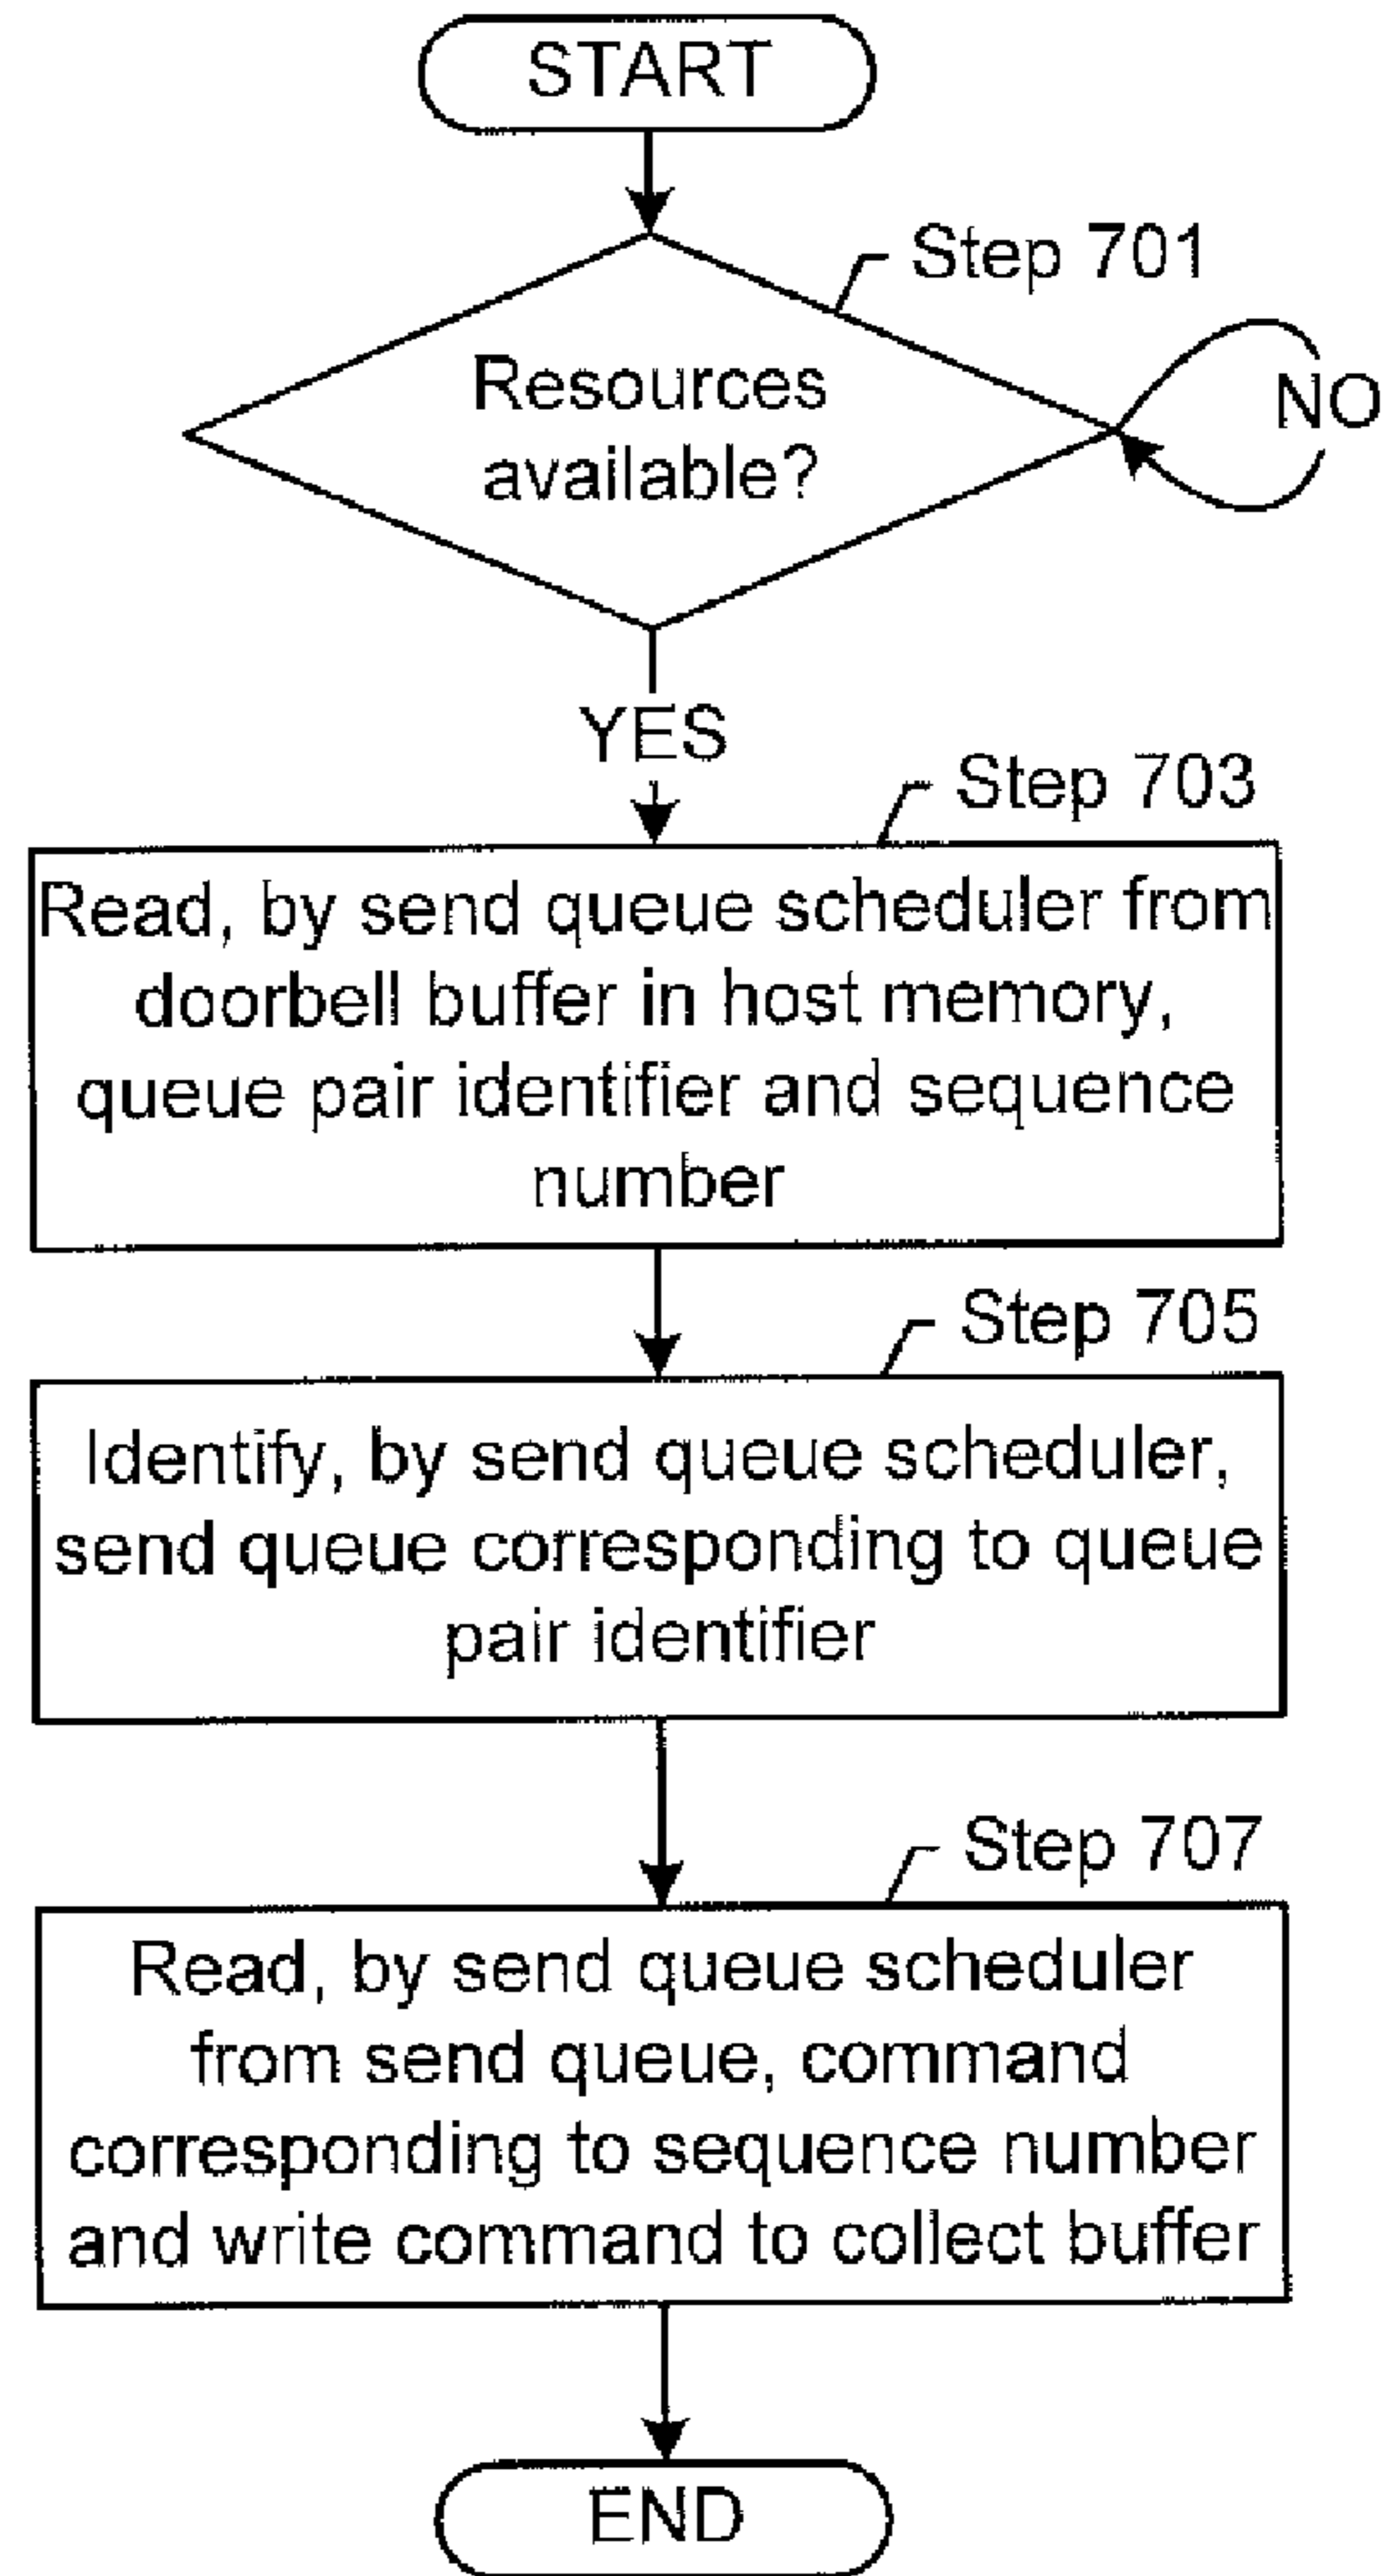 START
Step 701
Resources
available?
NO
YES
Step 703
Read, by send queue scheduler from
doorbell buffer in host memory,
queue pair identifier and sequence
number
Step 705
Identify, by send queue scheduler,
send queue corresponding to queue
pair identifier
Step 707
Read, by send queue scheduler
from send queue, command
corresponding to sequence number
and write command to collect buffer
END